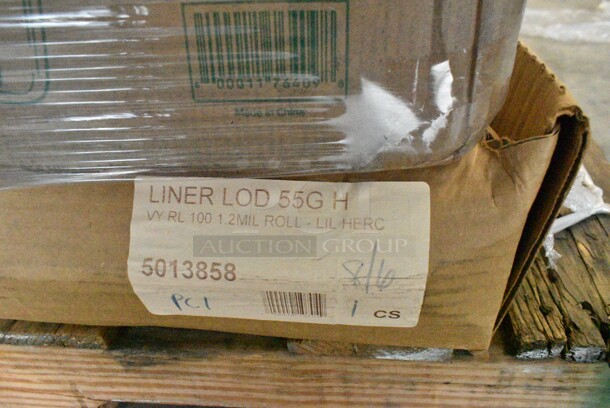 Made in China
LINER LOD 55G H
VY RL 100 1.2MIL ROLL - LIL HERC
AUCTION GROUP
5013858
8/6
PC1
1 CS